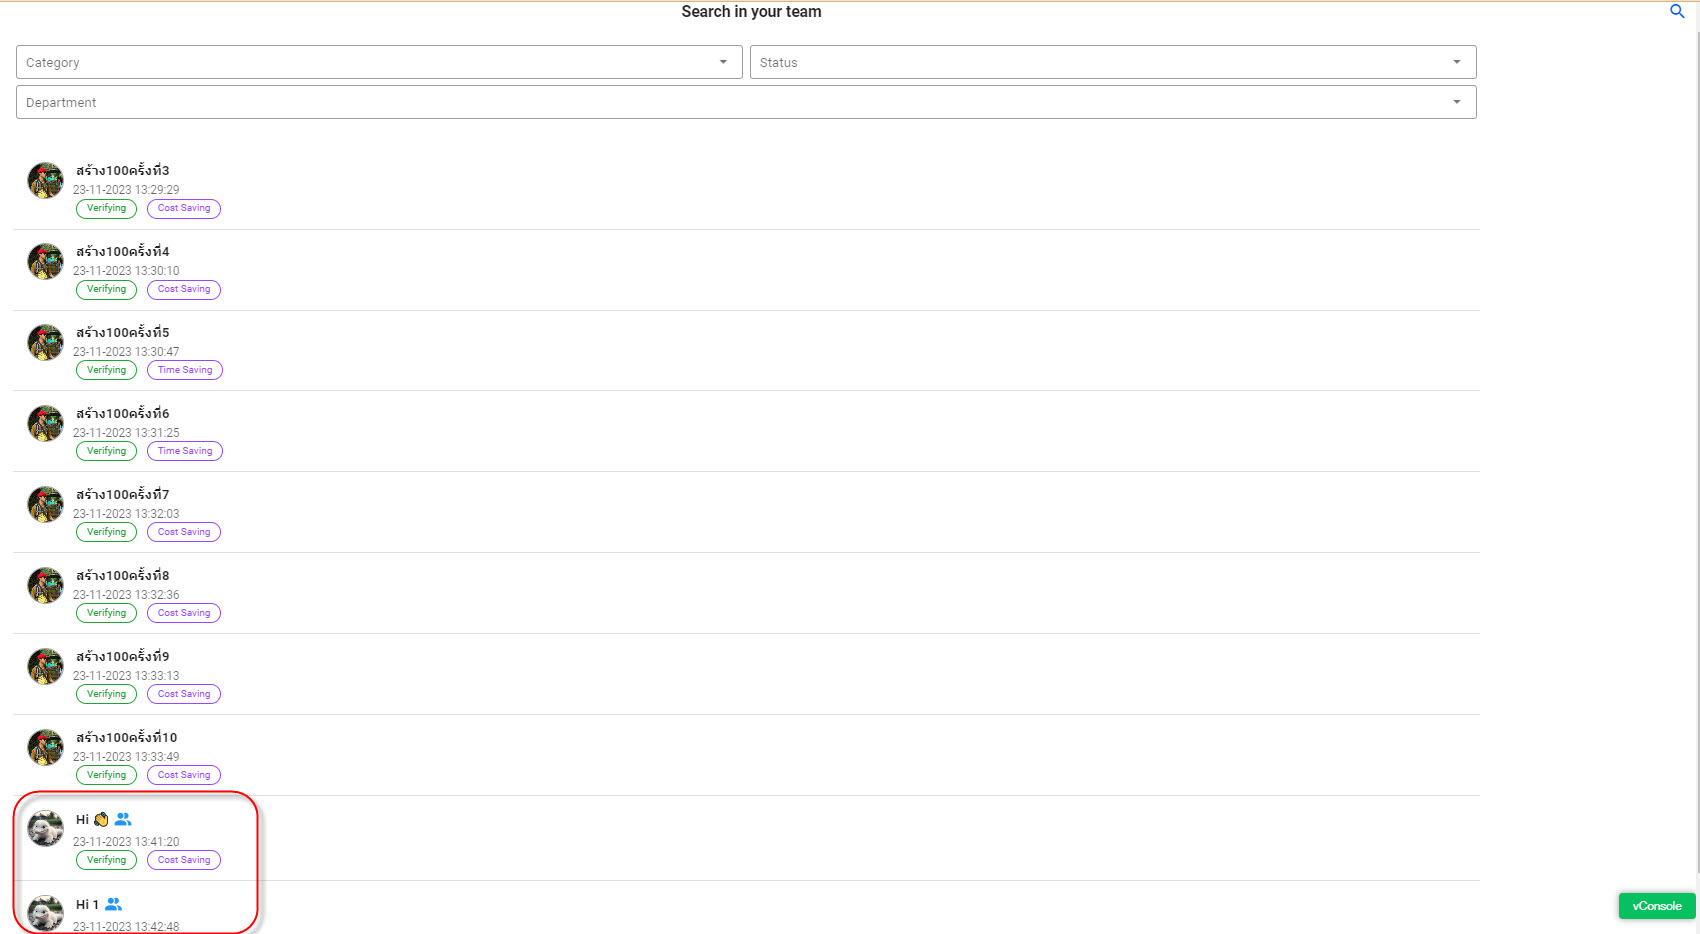 Search in your team
Category
Status
Department
สร้าง100ครั้งที่3
23-11-2023 13:29:29
Verifying
Cost Saving
สร้าง100ครั้งที่4
23-11-2023 13:30:10
Verifying
Cost Saving
สร้าง100ครั้งที่5
23-11-2023 13:30:47
Verifying
Time Saving
สร้าง100ครั้งที่6
23-11-2023 13:31:25
Verifying
Time Saving
สร้าง100ครั้งที่7
23-11-2023 13:32:03
Verifying
Cost Saving
สร้าง100ครั้งที่8
23-11-2023 13:32:36
Verifying
Cost Saving
สร้าง100ครั้งที่9
23-11-2023 13:33:13
Verifying
Cost Saving
สร้าง100ครั้งที่10
23-11-2023 13:33:49
Verifying
Cost Saving
Hi 👏
23-11-2023 13:41:20
Verifying
Cost Saving
Hi 1
23-11-2023 13:42:48
vConsole